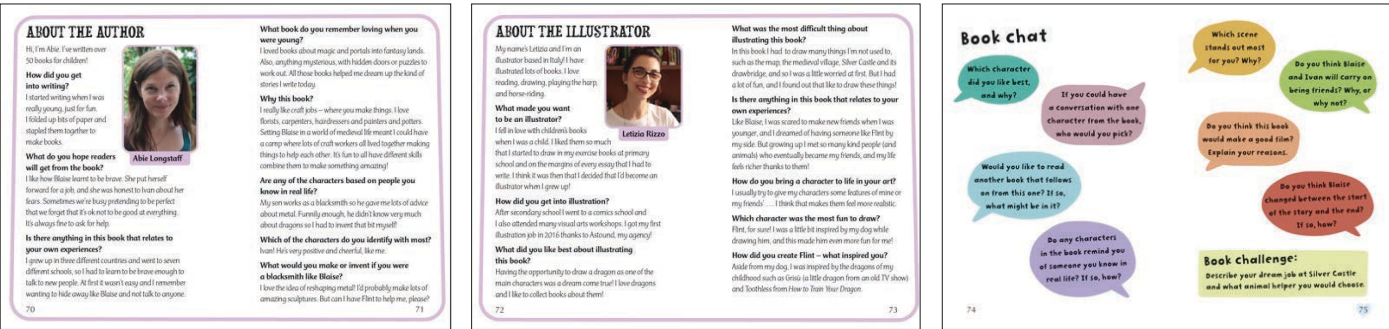 ABOUT THE AUTHOR
Hi, I'm Abie. I've written over
50 books for children!
How did you get
into writing?
I started writing when I was
really young, just for fun.
I folded up bits of paper and
stapled them together to
make books.
What do you hope readers
will get from the book?
I like how Blaise learnt to be brave. She put herself
forward for a job, and she was honest to Ivan about her
fears. Sometimes we're busy pretending to be perfect
that we forget that it's ok not to be good at everything.
It's always fine to ask for help.
Is there anything in this book that relates to
your own experiences?
I grew up in three different countries and went to seven
different schools, so I had to learn to be brave enough to
talk to new people. At first it wasn't easy and I remember
wanting to hide away like Blaise and not talk to anyone.
Abie Longstaff
70
What book do you remember loving when you
were young?
I loved books about magic and portals into fantasy lands.
Also, anything mysterious, with hidden doors or puzzles to
work out. All those books helped me dream up the kind of
stories I write today.
Why this book?
I really like craft jobs – where you make things. I love
florists, carpenters, hairdressers and painters and potters.
Setting Blaise in a world of medieval life meant I could have
a camp where lots of craft workers all lived together making
things to help each other. It's fun to all have different skills
combine them to make something amazing!
Are any of the characters based on people you
know in real life?
My son works as a blacksmith so he gave me lots of advice
about metal. Funnily enough, he didn't know very much
about dragons so I had to invent that bit myself!
Which of the characters do you identify with most?
Ivan! He's very positive and cheerful, like me.
What would you make or invent if you were
a blacksmith like Blaise?
I love the idea of reshaping metal! I'd probably make lots of
amazing sculptures. But can I have Flint to help me, please?
71
ABOUT THE ILLUSTRATOR
My name's Letizia and I'm an
illustrator based in Italy! I have
illustrated lots of books. I love
reading, drawing, playing the harp,
and horse-riding.
What made you want
to be an illustrator?
I fell in love with children's books
when I was a child. I liked them so much
that I started to draw in my exercise books at primary
school and on the margins of every essay that I had to
write. I think it was then that I decided that I'd become an
illustrator when I grew up!
How did you get into illustration?
After secondary school I went to a comics school and
I also attended many visual arts workshops. I got my first
illustration job in 2016 thanks to Astound, my agency!
What did you like best about illustrating
this book?
Having the opportunity to draw a dragon as one of the
main characters was a dream come true! I love dragons
and I like to collect books about them!
Letizia Rizzo
72
What was the most difficult thing about
illustrating this book?
In this book I had to draw many things I'm not used to,
such as the map, the medieval village, Silver Castle and its
drawbridge, and so I was a little worried at first. But I had
a lot of fun, and I found out that I like to draw these things!
Is there anything in this book that relates to your
own experiences?
Like Blaise, I was scared to make new friends when I was
younger, and I dreamed of having someone like Flint by
my side. But growing up I met so many kind people (and
animals) who eventually became my friends, and my life
feels richer thanks to them!
How do you bring a character to life in your art?
I usually try to give my characters some features of mine or
my friends' . . . I think that makes them feel more realistic.
Which character was the most fun to draw?
Flint, for sure! I was a little bit inspired by my dog while
drawing him, and this made him even more fun for me!
How did you create Flint – what inspired you?
Aside from my dog, I was inspired by the dragons of my
childhood such as Grisù (a little dragon from an old TV show)
and Toothless from How to Train Your Dragon.
73
Book chat
Which character
did you like best,
and why?
If you could have
a conversation with one
character from the book,
who would you pick?
Would you like to read
another book that follows
on from this one? If so,
what might be in it?
Do any characters
in the book remind you
of someone you know in
real life? If so, how?
74
Which scene
stands out most
for you? Why?
Do you think Blaise
and Ivan will carry on
being friends? Why, or
why not?
Do you think this book
would make a good film?
Explain your reasons.
Do you think Blaise
changed between the start
of the story and the end?
If so, how?
Book challenge:
Describe your dream job at Silver Castle
and what animal helper you would choose.
75